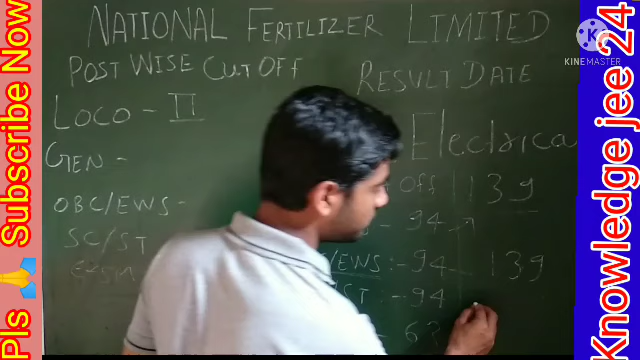 NATIONAL FERTILIZER LIMITED
POST WISE CUT OFF
RESULT DATE
LOCO - II
GEN -
OBC/EWS -
SC/ST
Electrica
Off 139
- 94 -
/EWS :- 94 - 139
ST - 94
Pls 🙏 Subscribe Now
Knowledge jee 24
K
KINEMASTER